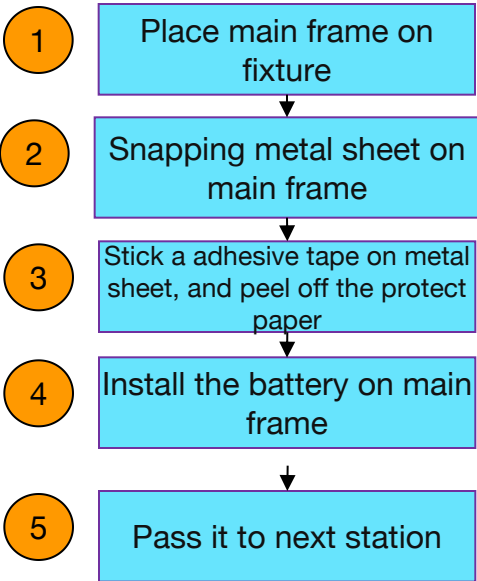 1
Place main frame on
fixture
2
Snapping metal sheet on
main frame
3
Stick a adhesive tape on metal
sheet, and peel off the protect
paper
4
Install the battery on main
frame
5
Pass it to next station